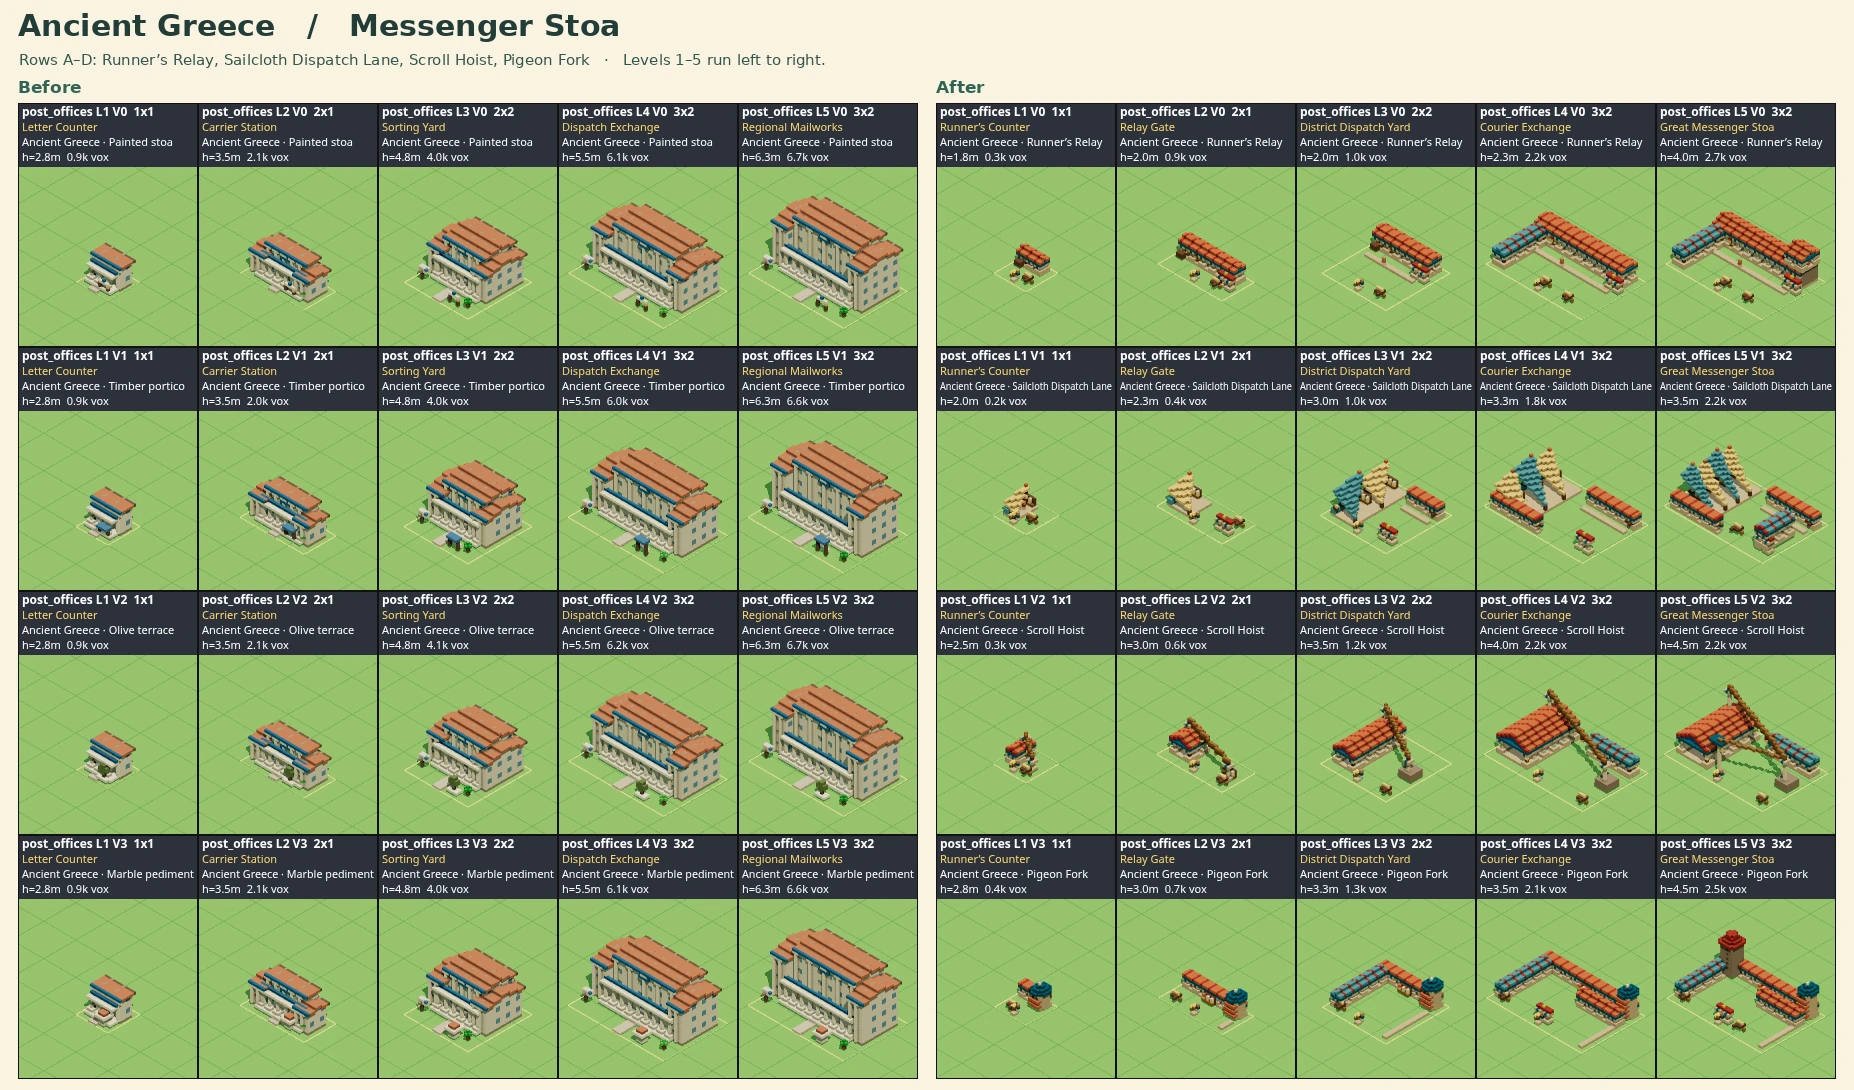 Ancient Greece / Messenger Stoa
Rows A–D: Runner’s Relay, Sailcloth Dispatch Lane, Scroll Hoist, Pigeon Fork · Levels 1–5 run left to right.
Before
post_offices L1 V0 1x1
Letter Counter
Ancient Greece · Painted stoa
h=2.8m 0.9k vox
post_offices L2 V0 2x1
Carrier Station
Ancient Greece · Painted stoa
h=3.5m 2.1k vox
post_offices L3 V0 2x2
Sorting Yard
Ancient Greece · Painted stoa
h=4.8m 4.0k vox
post_offices L4 V0 3x2
Dispatch Exchange
Ancient Greece · Painted stoa
h=5.5m 6.1k vox
post_offices L5 V0 3x2
Regional Mailworks
Ancient Greece · Painted stoa
h=6.3m 6.7k vox
post_offices L1 V1 1x1
Letter Counter
Ancient Greece · Timber portico
h=2.8m 0.9k vox
post_offices L2 V1 2x1
Carrier Station
Ancient Greece · Timber portico
h=3.5m 2.0k vox
post_offices L3 V1 2x2
Sorting Yard
Ancient Greece · Timber portico
h=4.8m 4.0k vox
post_offices L4 V1 3x2
Dispatch Exchange
Ancient Greece · Timber portico
h=5.5m 6.0k vox
post_offices L5 V1 3x2
Regional Mailworks
Ancient Greece · Timber portico
h=6.3m 6.6k vox
post_offices L1 V2 1x1
Letter Counter
Ancient Greece · Olive terrace
h=2.8m 0.9k vox
post_offices L2 V2 2x1
Carrier Station
Ancient Greece · Olive terrace
h=3.5m 2.1k vox
post_offices L3 V2 2x2
Sorting Yard
Ancient Greece · Olive terrace
h=4.8m 4.1k vox
post_offices L4 V2 3x2
Dispatch Exchange
Ancient Greece · Olive terrace
h=5.5m 6.2k vox
post_offices L5 V2 3x2
Regional Mailworks
Ancient Greece · Olive terrace
h=6.3m 6.7k vox
post_offices L1 V3 1x1
Letter Counter
Ancient Greece · Marble pediment
h=2.8m 0.9k vox
post_offices L2 V3 2x1
Carrier Station
Ancient Greece · Marble pediment
h=3.5m 2.1k vox
post_offices L3 V3 2x2
Sorting Yard
Ancient Greece · Marble pediment
h=4.8m 4.0k vox
post_offices L4 V3 3x2
Dispatch Exchange
Ancient Greece · Marble pediment
h=5.5m 6.1k vox
post_offices L5 V3 3x2
Regional Mailworks
Ancient Greece · Marble pediment
h=6.3m 6.6k vox
After
post_offices L1 V0 1x1
Runner’s Counter
Ancient Greece · Runner’s Relay
h=1.8m 0.3k vox
post_offices L2 V0 2x1
Relay Gate
Ancient Greece · Runner’s Relay
h=2.0m 0.9k vox
post_offices L3 V0 2x2
District Dispatch Yard
Ancient Greece · Runner’s Relay
h=2.0m 1.0k vox
post_offices L4 V0 3x2
Courier Exchange
Ancient Greece · Runner’s Relay
h=2.3m 2.2k vox
post_offices L5 V0 3x2
Great Messenger Stoa
Ancient Greece · Runner’s Relay
h=4.0m 2.7k vox
post_offices L1 V1 1x1
Runner’s Counter
Ancient Greece · Sailcloth Dispatch Lane
h=2.0m 0.2k vox
post_offices L2 V1 2x1
Relay Gate
Ancient Greece · Sailcloth Dispatch Lane
h=2.3m 0.4k vox
post_offices L3 V1 2x2
District Dispatch Yard
Ancient Greece · Sailcloth Dispatch Lane
h=3.0m 1.0k vox
post_offices L4 V1 3x2
Courier Exchange
Ancient Greece · Sailcloth Dispatch Lane
h=3.3m 1.8k vox
post_offices L5 V1 3x2
Great Messenger Stoa
Ancient Greece · Sailcloth Dispatch Lane
h=3.5m 2.2k vox
post_offices L1 V2 1x1
Runner’s Counter
Ancient Greece · Scroll Hoist
h=2.5m 0.3k vox
post_offices L2 V2 2x1
Relay Gate
Ancient Greece · Scroll Hoist
h=3.0m 0.6k vox
post_offices L3 V2 2x2
District Dispatch Yard
Ancient Greece · Scroll Hoist
h=3.5m 1.2k vox
post_offices L4 V2 3x2
Courier Exchange
Ancient Greece · Scroll Hoist
h=4.0m 2.2k vox
post_offices L5 V2 3x2
Great Messenger Stoa
Ancient Greece · Scroll Hoist
h=4.5m 2.2k vox
post_offices L1 V3 1x1
Runner’s Counter
Ancient Greece · Pigeon Fork
h=2.8m 0.4k vox
post_offices L2 V3 2x1
Relay Gate
Ancient Greece · Pigeon Fork
h=3.0m 0.7k vox
post_offices L3 V3 2x2
District Dispatch Yard
Ancient Greece · Pigeon Fork
h=3.3m 1.3k vox
post_offices L4 V3 3x2
Courier Exchange
Ancient Greece · Pigeon Fork
h=3.5m 2.1k vox
post_offices L5 V3 3x2
Great Messenger Stoa
Ancient Greece · Pigeon Fork
h=4.5m 2.5k vox